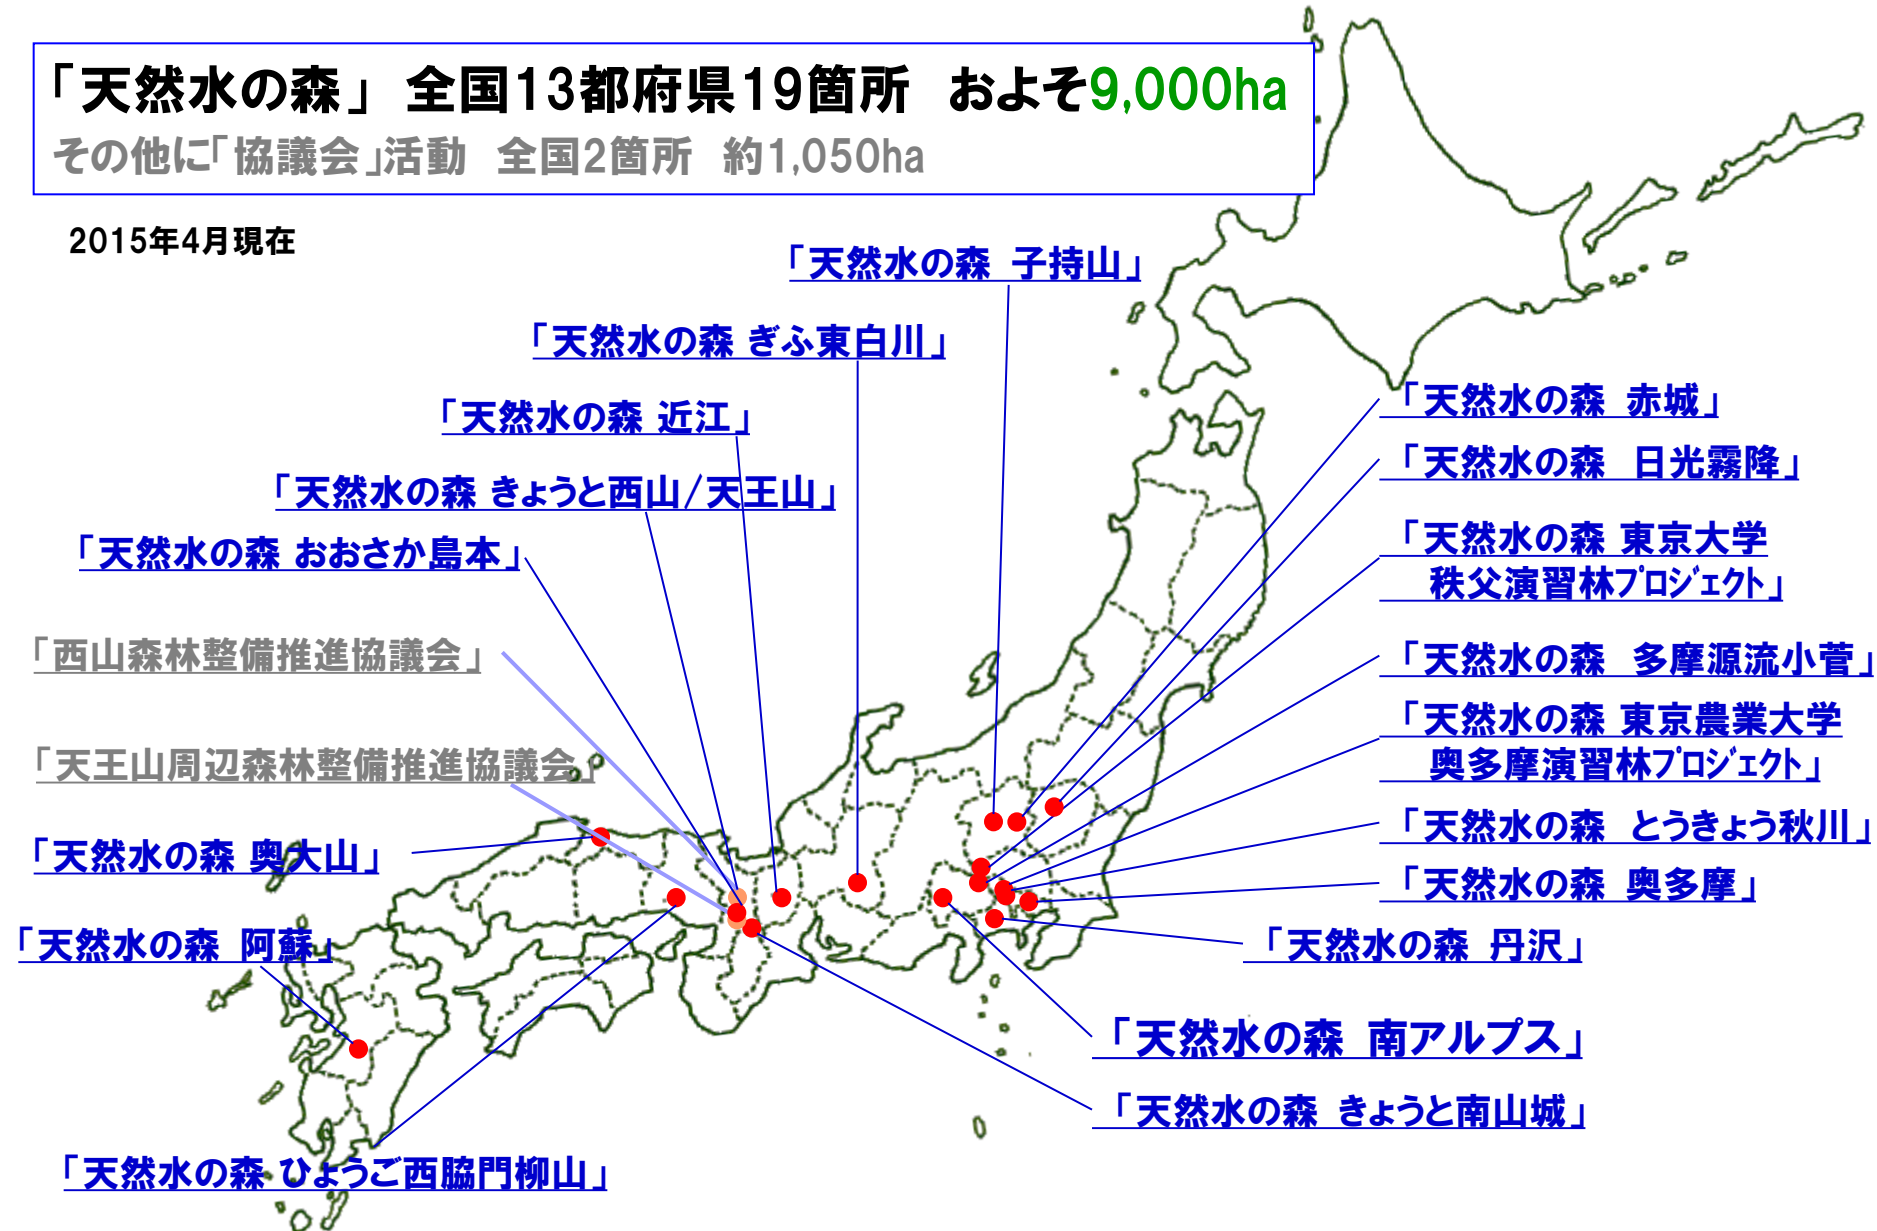 「天然水の森」 全国13都府県19箇所　およそ9,000ha
その他に「協議会」活動　全国2箇所　約1,050ha
2015年4月現在
「天然水の森　子持山」
「天然水の森 ぎふ東白川」
「天然水の森 近江」
「天然水の森 きょうと西山/天王山」
「天然水の森 おおさか島本」
「西山森林整備推進協議会」
「天王山周辺森林整備推進協議会」
「天然水の森 奥大山」
「天然水の森　阿蘇」
「天然水の森 ひょうご西脇門柳山」
「天然水の森　赤城」
「天然水の森　日光霧降」
「天然水の森 東京大学
秩父演習林プロジェクト」
「天然水の森　多摩源流小菅」
「天然水の森 東京農業大学
奥多摩演習林プロジェクト」
「天然水の森　とうきょう秋川」
「天然水の森　奥多摩」
「天然水の森　丹沢」
「天然水の森　南アルプス」
「天然水の森　きょうと南山城」